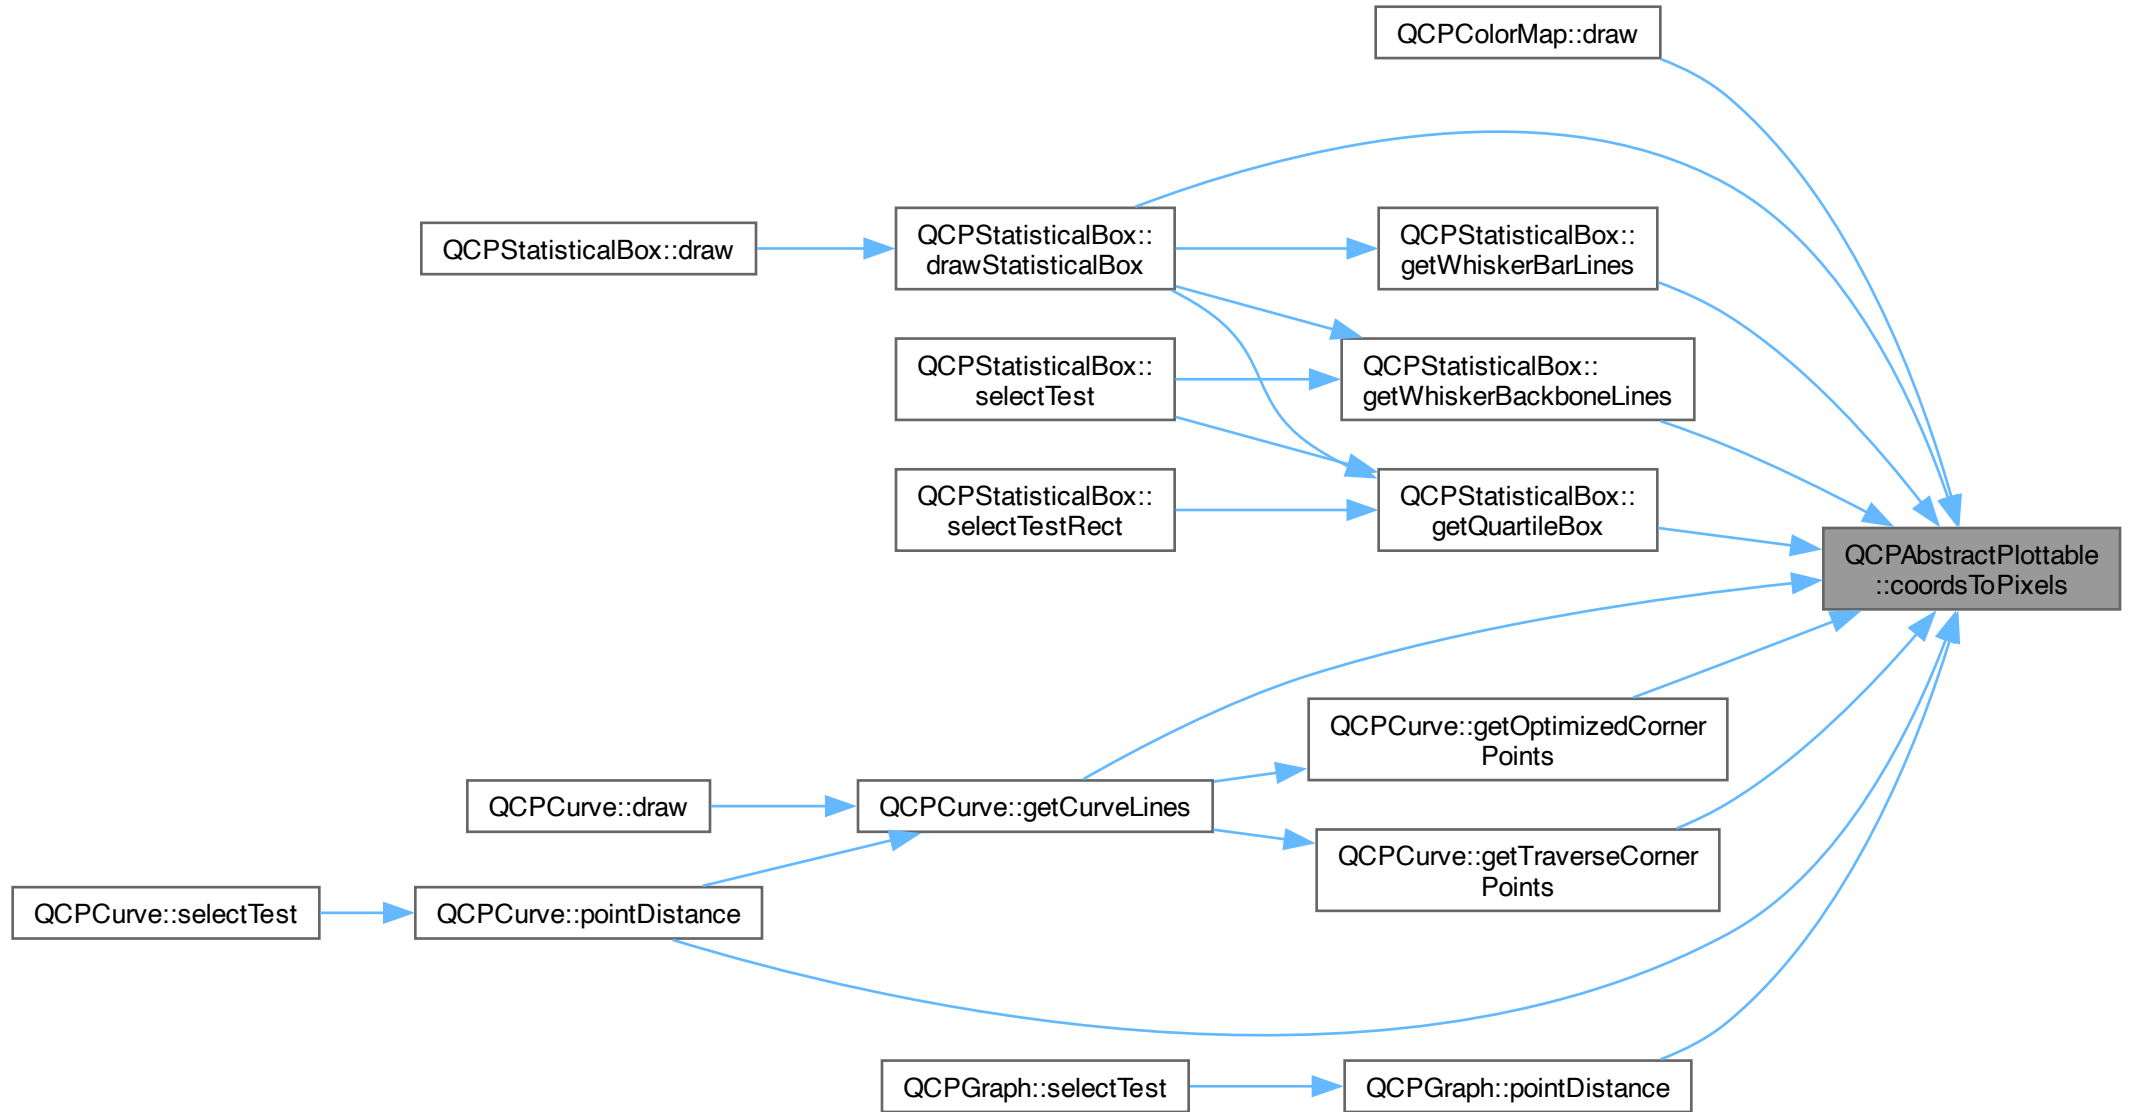 QCPColorMap::draw
QCPStatisticalBox::draw
QCPStatisticalBox::
drawStatisticalBox
QCPStatisticalBox::
getWhiskerBarLines
QCPStatisticalBox::
selectTest
QCPStatisticalBox::
getWhiskerBackboneLines
QCPStatisticalBox::
selectTestRect
QCPStatisticalBox::
getQuartileBox
QCPAbstractPlottable
::coordsToPixels
QCPCurve::getOptimizedCorner
Points
QCPCurve::draw
QCPCurve::getCurveLines
QCPCurve::getTraverseCorner
Points
QCPCurve::selectTest
QCPCurve::pointDistance
QCPGraph::selectTest
QCPGraph::pointDistance